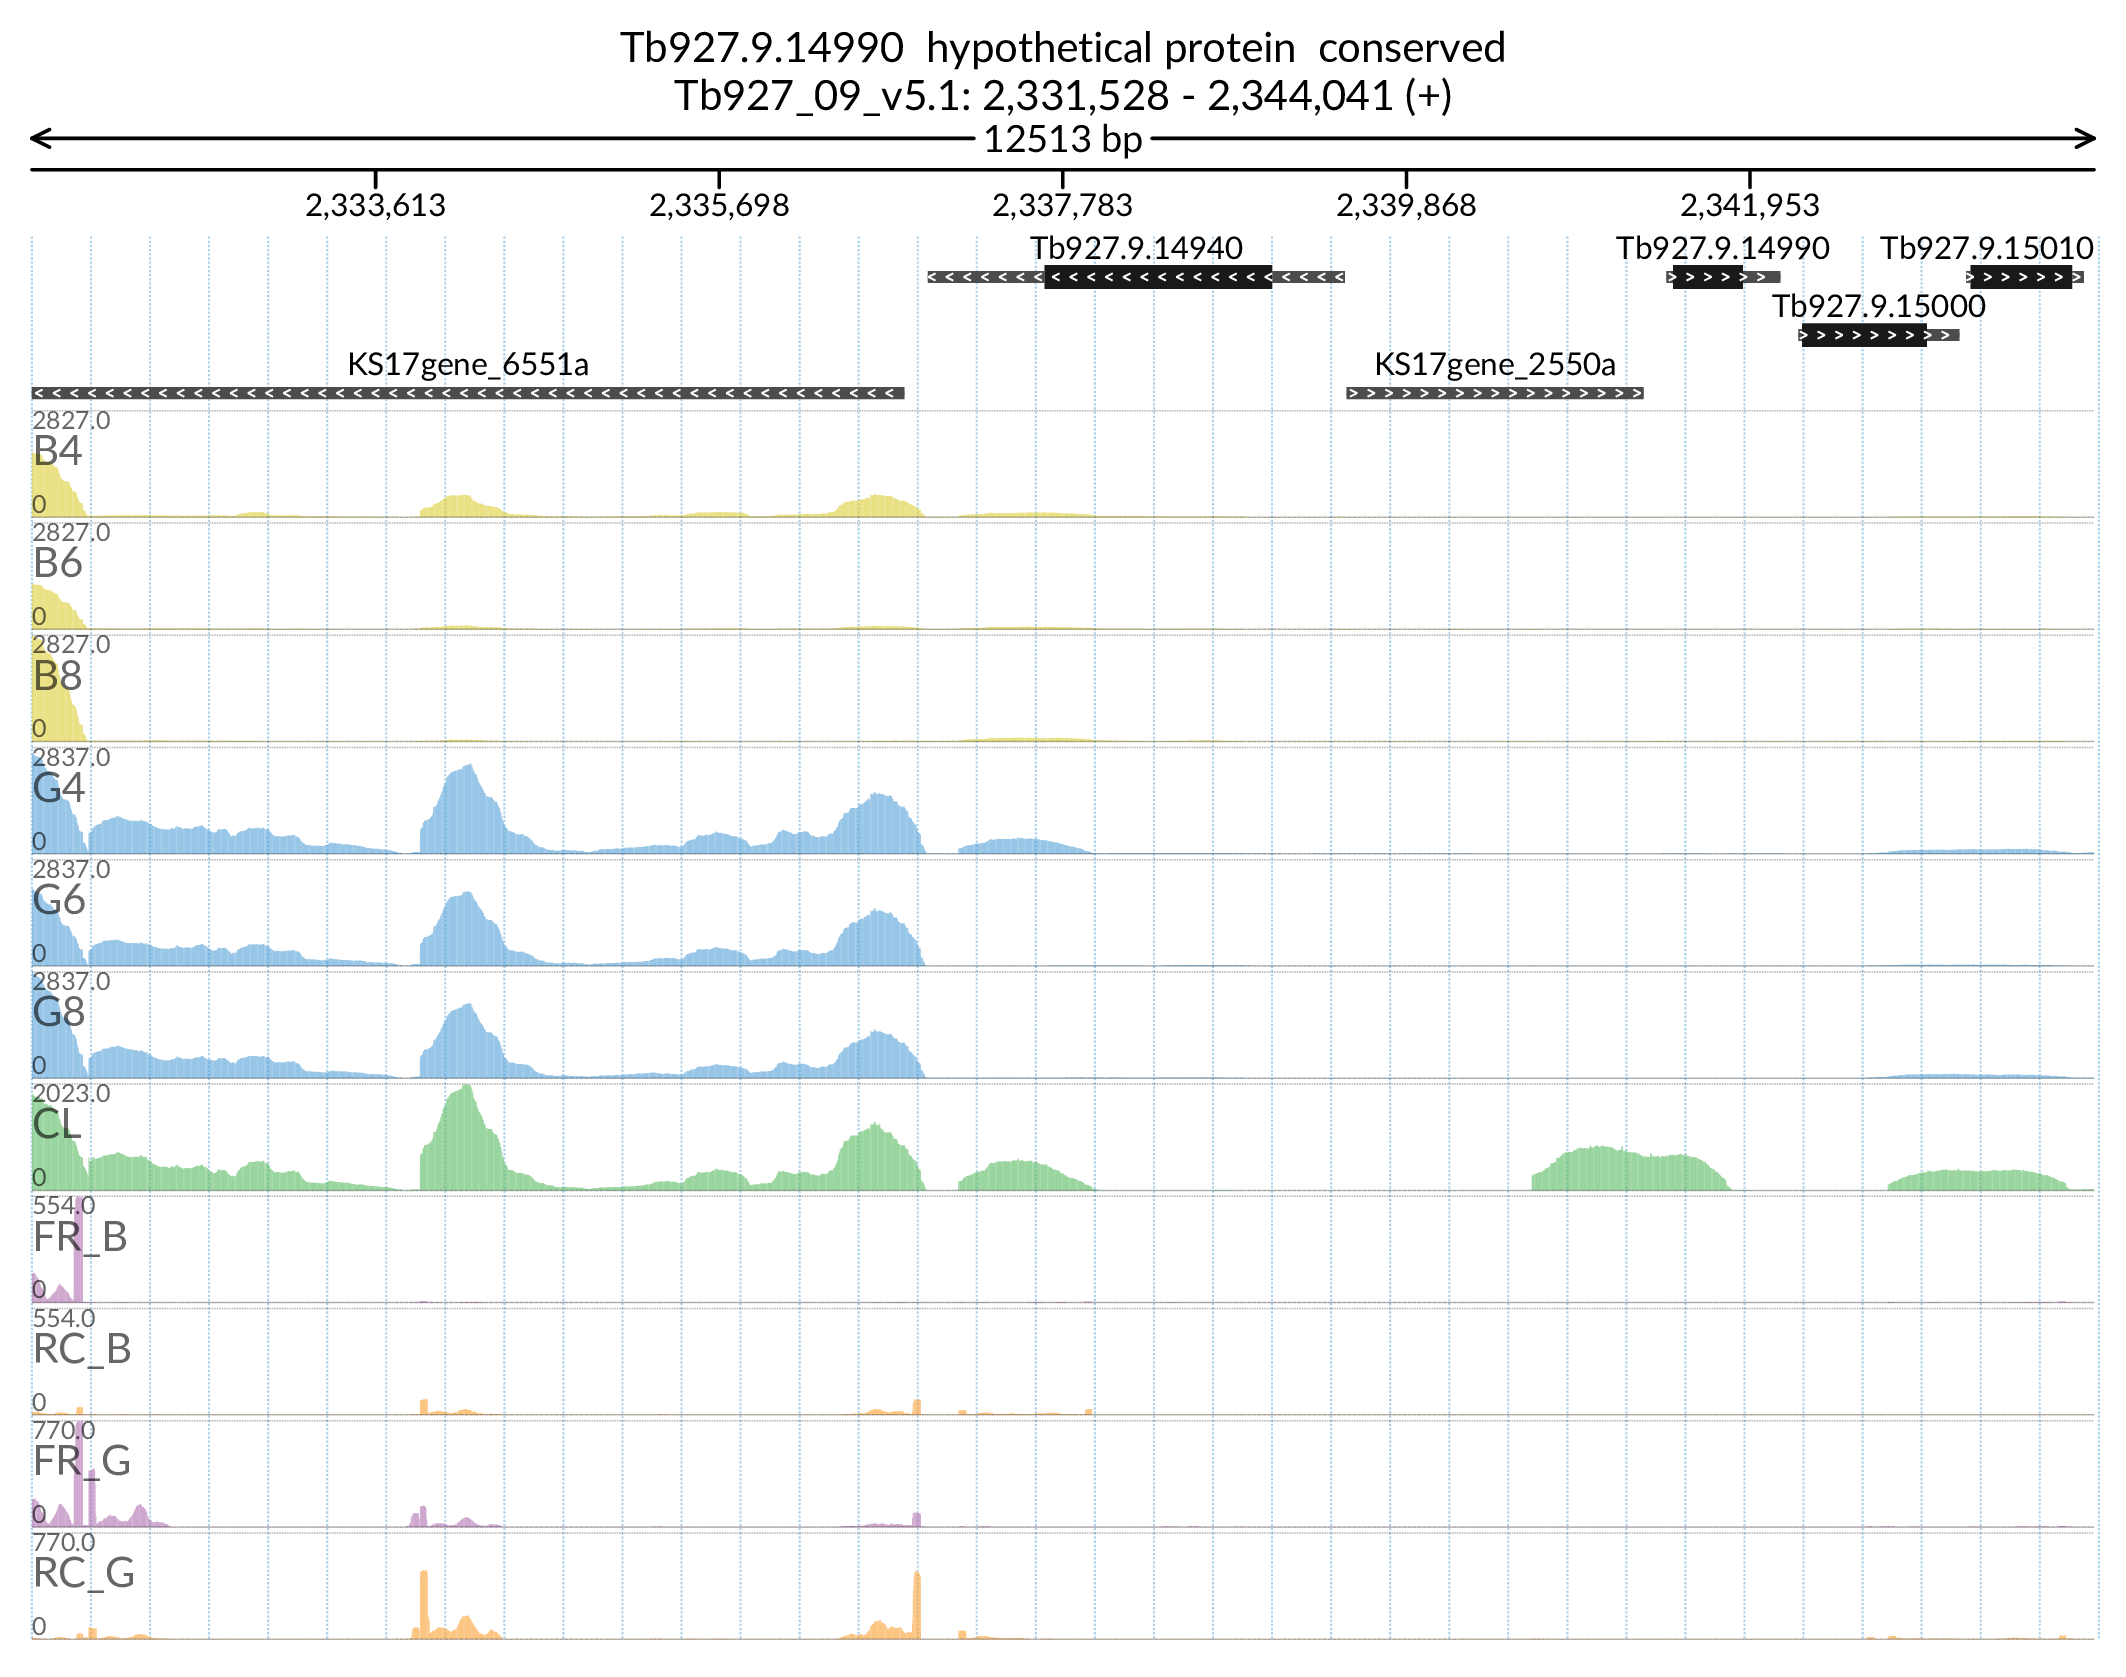 Tb927.9.14990  hypothetical protein  conserved
Tb927_09_v5.1: 2,331,528 - 2,344,041 (+)
12513 bp
2,333,613 2,335,698 2,337,783 2,339,868 2,341,953
Tb927.9.14940 Tb927.9.14990 Tb927.9.15010
Tb927.9.15000
KS17gene_6551a KS17gene_2550a
2827.0
B4
0
2827.0
B6
0
2827.0
B8
0
2837.0
G4
0
2837.0
G6
0
2837.0
G8
0
2023.0
CL
0
554.0
FR_B
0
554.0
RC_B
0
770.0
FR_G
0
770.0
RC_G
0